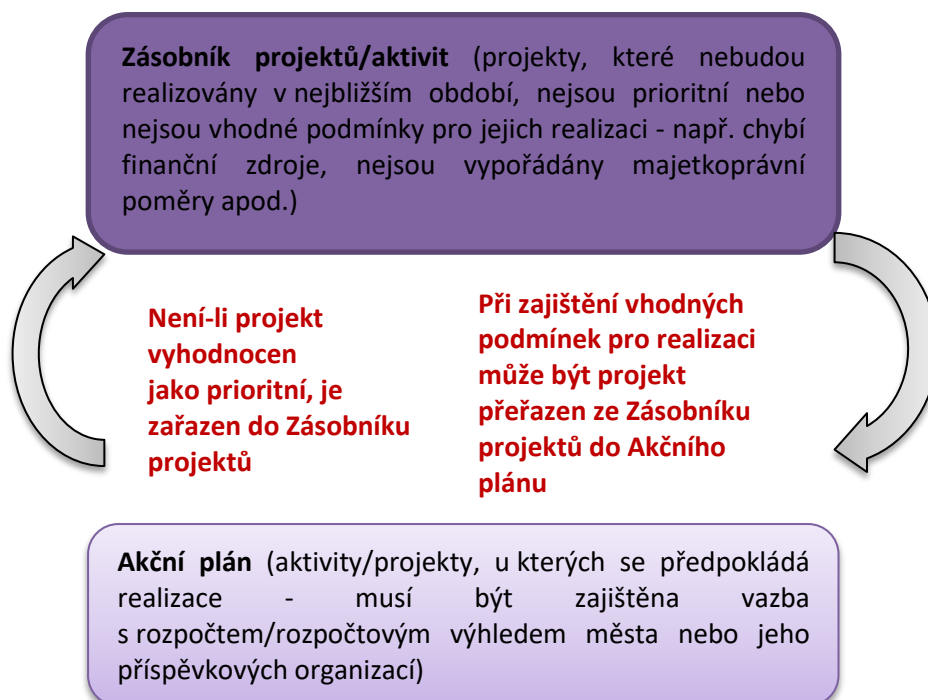 Zásobník projektů/aktivit (projekty, které nebudou
realizovány v nejbližším období, nejsou prioritní nebo
nejsou vhodné podmínky pro jejich realizaci - např. chybí
finanční zdroje, nejsou vypořádány majetkoprávní
poměry apod.)
Není-li projekt
vyhodnocen
jako prioritní, je
zařazen do Zásobníku
projektů
Při zajištění vhodných
podmínek pro realizaci
může být projekt
přeřazen ze Zásobníku
projektů do Akčního
plánu
Akční plán (aktivity/projekty, u kterých se předpokládá
realizace - musí být zajištěna vazba
s rozpočtem/rozpočtovým výhledem města nebo jeho
příspěvkových organizací)